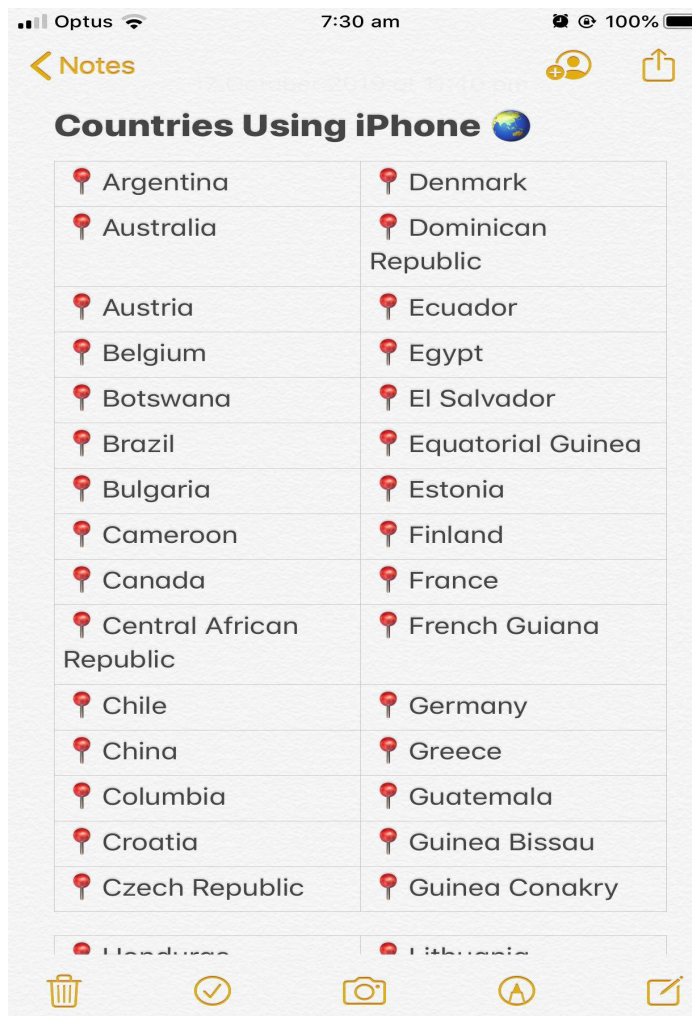 Optus 7:30 am 100%
Notes
Countries Using iPhone
Argentina Denmark
Australia Dominican
Republic
Austria Ecuador
Belgium Egypt
Botswana El Salvador
Brazil Equatorial Guinea
Bulgaria Estonia
Cameroon Finland
Canada France
Central African French Guiana
Republic
Chile Germany
China Greece
Columbia Guatemala
Croatia Guinea Bissau
Czech Republic Guinea Conakry
Honduras Lithuania